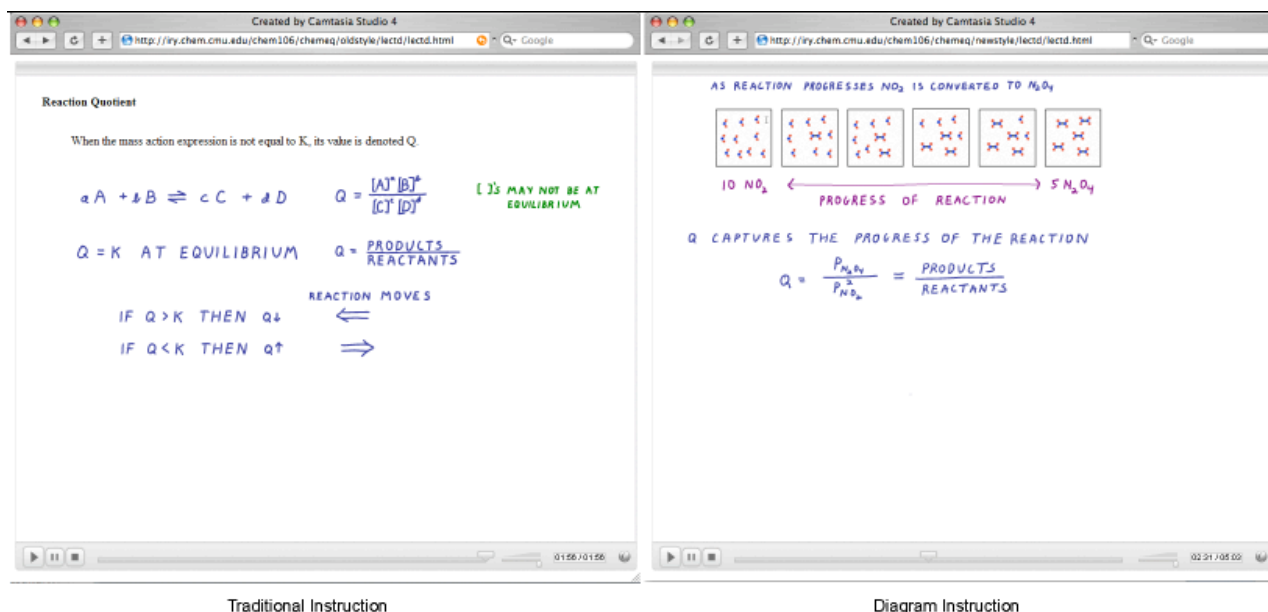 Created by Camtasia Studio 4
http://iry.chem.cmu.edu/chem106/chemeq/oldstyle/lectd/lectd.html
Google
Reaction Quotient
When the mass action expression is not equal to K, its value is denoted Q.
a A + b B ⇌ c C + d D
Q = [A]ᵃ [B]ᵇ / [C]ᶜ [D]ᵈ
[ ]'S MAY NOT BE AT
EQUILIBRIUM
Q = K AT EQUILIBRIUM
Q = PRODUCTS / REACTANTS
REACTION MOVES
IF Q > K THEN Q↓ ⇐
IF Q < K THEN Q↑ ⇒
01:56 / 01:56
Traditional Instruction
Created by Camtasia Studio 4
http://iry.chem.cmu.edu/chem106/chemeq/newstyle/lectd/lectd.html
Google
AS REACTION PROGRESSES NO₂ IS CONVERTED TO N₂O₄
10 NO₂ ⟷ 5 N₂O₄
PROGRESS OF REACTION
Q CAPTURES THE PROGRESS OF THE REACTION
Q = P_N₂O₄ / P²_NO₂ = PRODUCTS / REACTANTS
02:31 / 05:03
Diagram Instruction